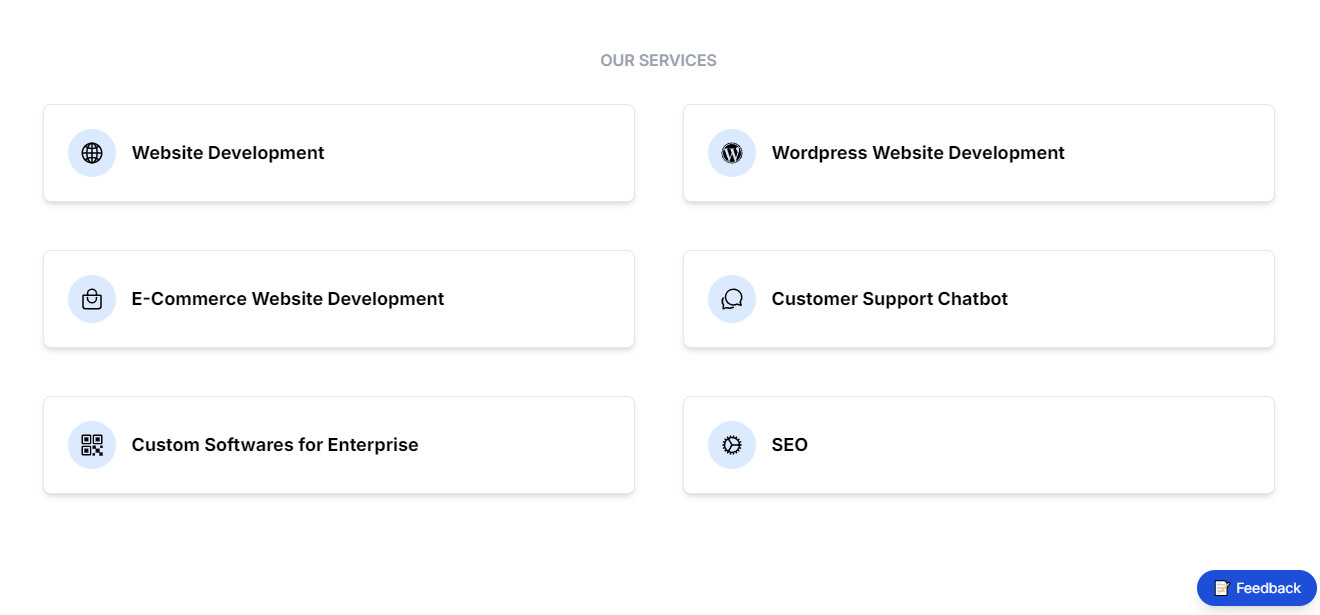 OUR SERVICES
Website Development
Wordpress Website Development
E-Commerce Website Development
Customer Support Chatbot
Custom Softwares for Enterprise
SEO
📝 Feedback